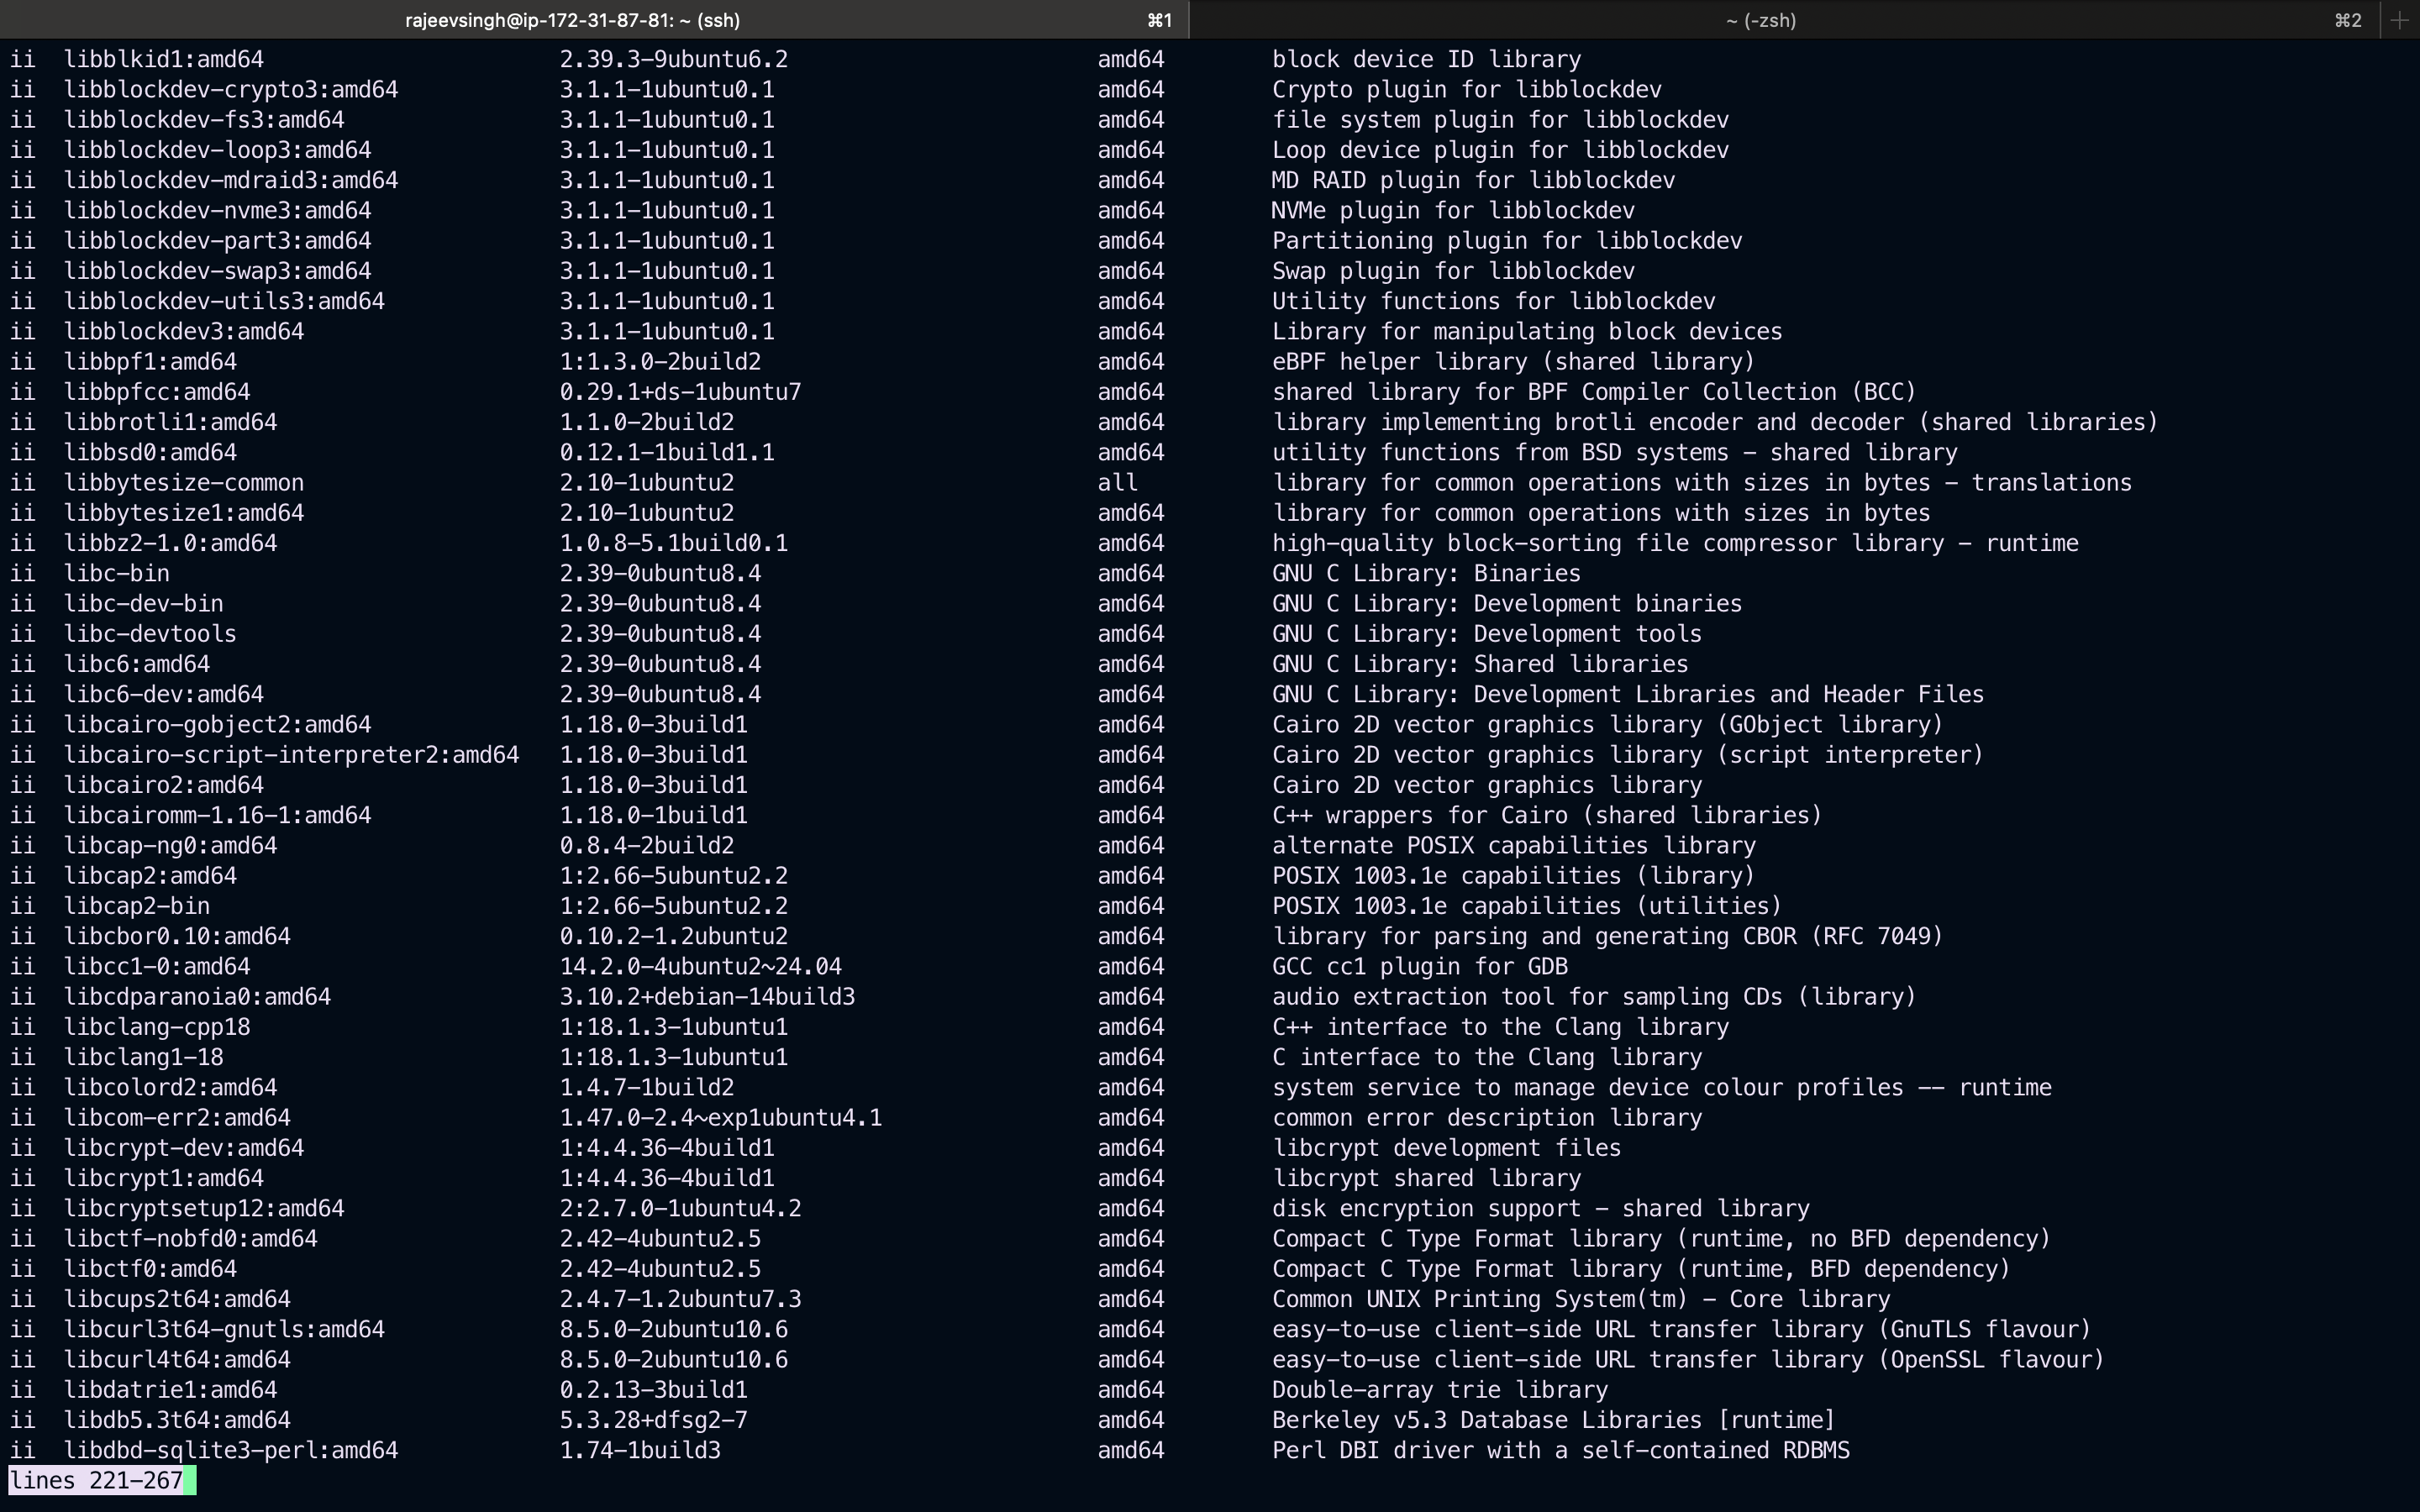 rajeevsingh@ip-172-31-87-81: ~ (ssh) ⌘1 ~ (-zsh) ⌘2 +
ii libblkid1:amd64 2.39.3-9ubuntu6.2 amd64 block device ID library
ii libblockdev-crypto3:amd64 3.1.1-1ubuntu0.1 amd64 Crypto plugin for libblockdev
ii libblockdev-fs3:amd64 3.1.1-1ubuntu0.1 amd64 file system plugin for libblockdev
ii libblockdev-loop3:amd64 3.1.1-1ubuntu0.1 amd64 Loop device plugin for libblockdev
ii libblockdev-mdraid3:amd64 3.1.1-1ubuntu0.1 amd64 MD RAID plugin for libblockdev
ii libblockdev-nvme3:amd64 3.1.1-1ubuntu0.1 amd64 NVMe plugin for libblockdev
ii libblockdev-part3:amd64 3.1.1-1ubuntu0.1 amd64 Partitioning plugin for libblockdev
ii libblockdev-swap3:amd64 3.1.1-1ubuntu0.1 amd64 Swap plugin for libblockdev
ii libblockdev-utils3:amd64 3.1.1-1ubuntu0.1 amd64 Utility functions for libblockdev
ii libblockdev3:amd64 3.1.1-1ubuntu0.1 amd64 Library for manipulating block devices
ii libbpf1:amd64 1:1.3.0-2build2 amd64 eBPF helper library (shared library)
ii libbpfcc:amd64 0.29.1+ds-1ubuntu7 amd64 shared library for BPF Compiler Collection (BCC)
ii libbrotli1:amd64 1.1.0-2build2 amd64 library implementing brotli encoder and decoder (shared libraries)
ii libbsd0:amd64 0.12.1-1build1.1 amd64 utility functions from BSD systems - shared library
ii libbytesize-common 2.10-1ubuntu2 all library for common operations with sizes in bytes - translations
ii libbytesize1:amd64 2.10-1ubuntu2 amd64 library for common operations with sizes in bytes
ii libbz2-1.0:amd64 1.0.8-5.1build0.1 amd64 high-quality block-sorting file compressor library - runtime
ii libc-bin 2.39-0ubuntu8.4 amd64 GNU C Library: Binaries
ii libc-dev-bin 2.39-0ubuntu8.4 amd64 GNU C Library: Development binaries
ii libc-devtools 2.39-0ubuntu8.4 amd64 GNU C Library: Development tools
ii libc6:amd64 2.39-0ubuntu8.4 amd64 GNU C Library: Shared libraries
ii libc6-dev:amd64 2.39-0ubuntu8.4 amd64 GNU C Library: Development Libraries and Header Files
ii libcairo-gobject2:amd64 1.18.0-3build1 amd64 Cairo 2D vector graphics library (GObject library)
ii libcairo-script-interpreter2:amd64 1.18.0-3build1 amd64 Cairo 2D vector graphics library (script interpreter)
ii libcairo2:amd64 1.18.0-3build1 amd64 Cairo 2D vector graphics library
ii libcairomm-1.16-1:amd64 1.18.0-1build1 amd64 C++ wrappers for Cairo (shared libraries)
ii libcap-ng0:amd64 0.8.4-2build2 amd64 alternate POSIX capabilities library
ii libcap2:amd64 1:2.66-5ubuntu2.2 amd64 POSIX 1003.1e capabilities (library)
ii libcap2-bin 1:2.66-5ubuntu2.2 amd64 POSIX 1003.1e capabilities (utilities)
ii libcbor0.10:amd64 0.10.2-1.2ubuntu2 amd64 library for parsing and generating CBOR (RFC 7049)
ii libcc1-0:amd64 14.2.0-4ubuntu2~24.04 amd64 GCC cc1 plugin for GDB
ii libcdparanoia0:amd64 3.10.2+debian-14build3 amd64 audio extraction tool for sampling CDs (library)
ii libclang-cpp18 1:18.1.3-1ubuntu1 amd64 C++ interface to the Clang library
ii libclang1-18 1:18.1.3-1ubuntu1 amd64 C interface to the Clang library
ii libcolord2:amd64 1.4.7-1build2 amd64 system service to manage device colour profiles -- runtime
ii libcom-err2:amd64 1.47.0-2.4~exp1ubuntu4.1 amd64 common error description library
ii libcrypt-dev:amd64 1:4.4.36-4build1 amd64 libcrypt development files
ii libcrypt1:amd64 1:4.4.36-4build1 amd64 libcrypt shared library
ii libcryptsetup12:amd64 2:2.7.0-1ubuntu4.2 amd64 disk encryption support - shared library
ii libctf-nobfd0:amd64 2.42-4ubuntu2.5 amd64 Compact C Type Format library (runtime, no BFD dependency)
ii libctf0:amd64 2.42-4ubuntu2.5 amd64 Compact C Type Format library (runtime, BFD dependency)
ii libcups2t64:amd64 2.4.7-1.2ubuntu7.3 amd64 Common UNIX Printing System(tm) - Core library
ii libcurl3t64-gnutls:amd64 8.5.0-2ubuntu10.6 amd64 easy-to-use client-side URL transfer library (GnuTLS flavour)
ii libcurl4t64:amd64 8.5.0-2ubuntu10.6 amd64 easy-to-use client-side URL transfer library (OpenSSL flavour)
ii libdatrie1:amd64 0.2.13-3build1 amd64 Double-array trie library
ii libdb5.3t64:amd64 5.3.28+dfsg2-7 amd64 Berkeley v5.3 Database Libraries [runtime]
ii libdbd-sqlite3-perl:amd64 1.74-1build3 amd64 Perl DBI driver with a self-contained RDBMS
lines 221-267